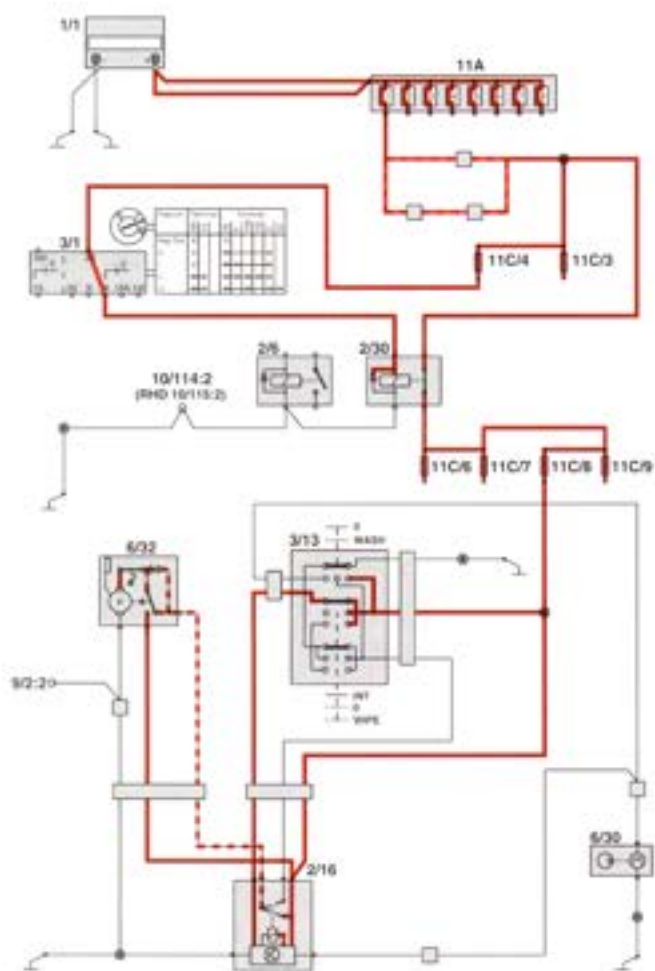 1/1
11A
3/1
11C/4
11C/3
2/6
2/30
10/114:2
(RHD 10/115:2)
11C/6
11C/7
11C/8
11C/9
0
3/13
WASH
6/32
9/2:2
INT
0
WIPE
6/30
2/16